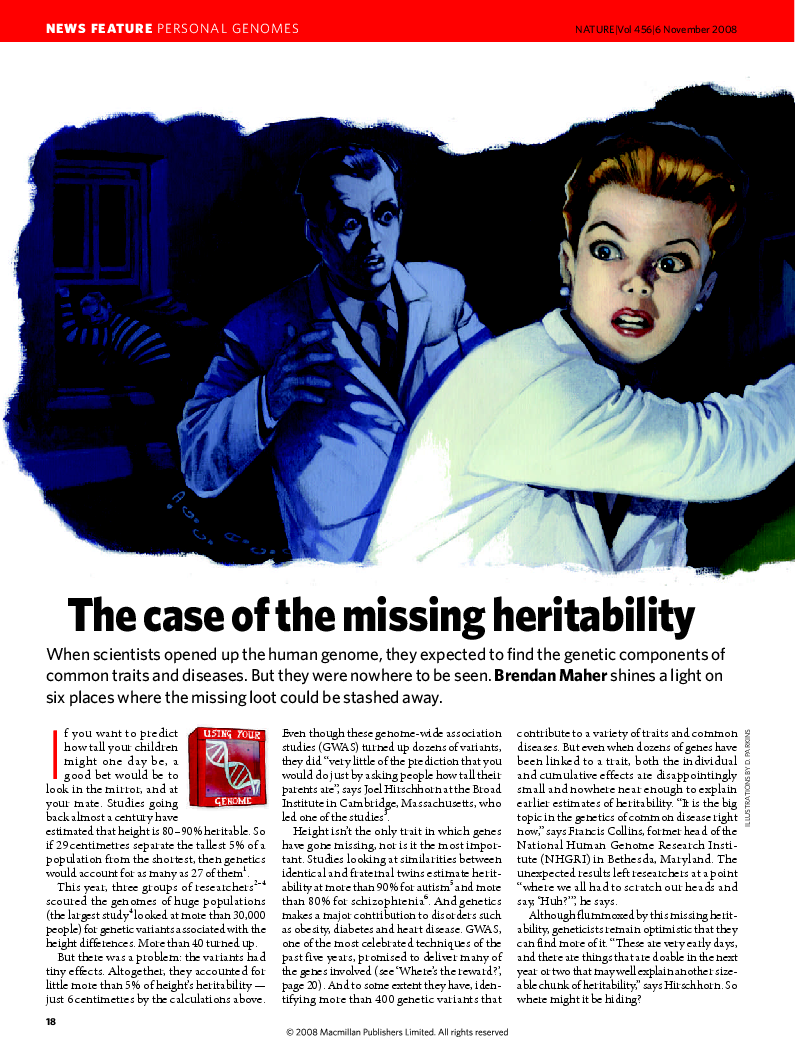 NEWS FEATURE PERSONAL GENOMES
NATURE|Vol 456|6 November 2008
The case of the missing heritability
When scientists opened up the human genome, they expected to find the genetic components of
common traits and diseases. But they were nowhere to be seen. Brendan Maher shines a light on
six places where the missing loot could be stashed away.
If you want to predict
how tall your children
might one day be, a
good bet would be to
look in the mirror, and at
your mate. Studies going
back almost a century have
estimated that height is 80–90% heritable. So
if 29 centimetres separate the tallest 5% of a
population from the shortest, then genetics
would account for as many as 27 of them1.
This year, three groups of researchers2–4
scoured the genomes of huge populations
(the largest study4 looked at more than 30,000
people) for genetic variants associated with the
height differences. More than 40 turned up.
But there was a problem: the variants had
tiny effects. Altogether, they accounted for
little more than 5% of height's heritability —
just 6 centimetres by the calculations above.
USING YOUR
GENOME
Even though these genome-wide association
studies (GWAS) turned up dozens of variants,
they did "very little of the prediction that you
would do just by asking people how tall their
parents are", says Joel Hirschhorn at the Broad
Institute in Cambridge, Massachusetts, who
led one of the studies3.
Height isn't the only trait in which genes
have gone missing, nor is it the most impor-
tant. Studies looking at similarities between
identical and fraternal twins estimate herit-
ability at more than 90% for autism5 and more
than 80% for schizophrenia6. And genetics
makes a major contribution to disorders such
as obesity, diabetes and heart disease. GWAS,
one of the most celebrated techniques of the
past five years, promised to deliver many of
the genes involved (see 'Where's the reward?',
page 20). And to some extent they have, iden-
tifying more than 400 genetic variants that
contribute to a variety of traits and common
diseases. But even when dozens of genes have
been linked to a trait, both the individual
and cumulative effects are disappointingly
small and nowhere near enough to explain
earlier estimates of heritability. "It is the big
topic in the genetics of common disease right
now," says Francis Collins, former head of the
National Human Genome Research Insti-
tute (NHGRI) in Bethesda, Maryland. The
unexpected results left researchers at a point
"where we all had to scratch our heads and
say, 'Huh?'", he says.
Although flummoxed by this missing herit-
ability, geneticists remain optimistic that they
can find more of it. "These are very early days,
and there are things that are doable in the next
year or two that may well explain another size-
able chunk of heritability," says Hirschhorn. So
where might it be hiding?
ILLUSTRATIONS BY D. PARKINS
18
© 2008 Macmillan Publishers Limited. All rights reserved